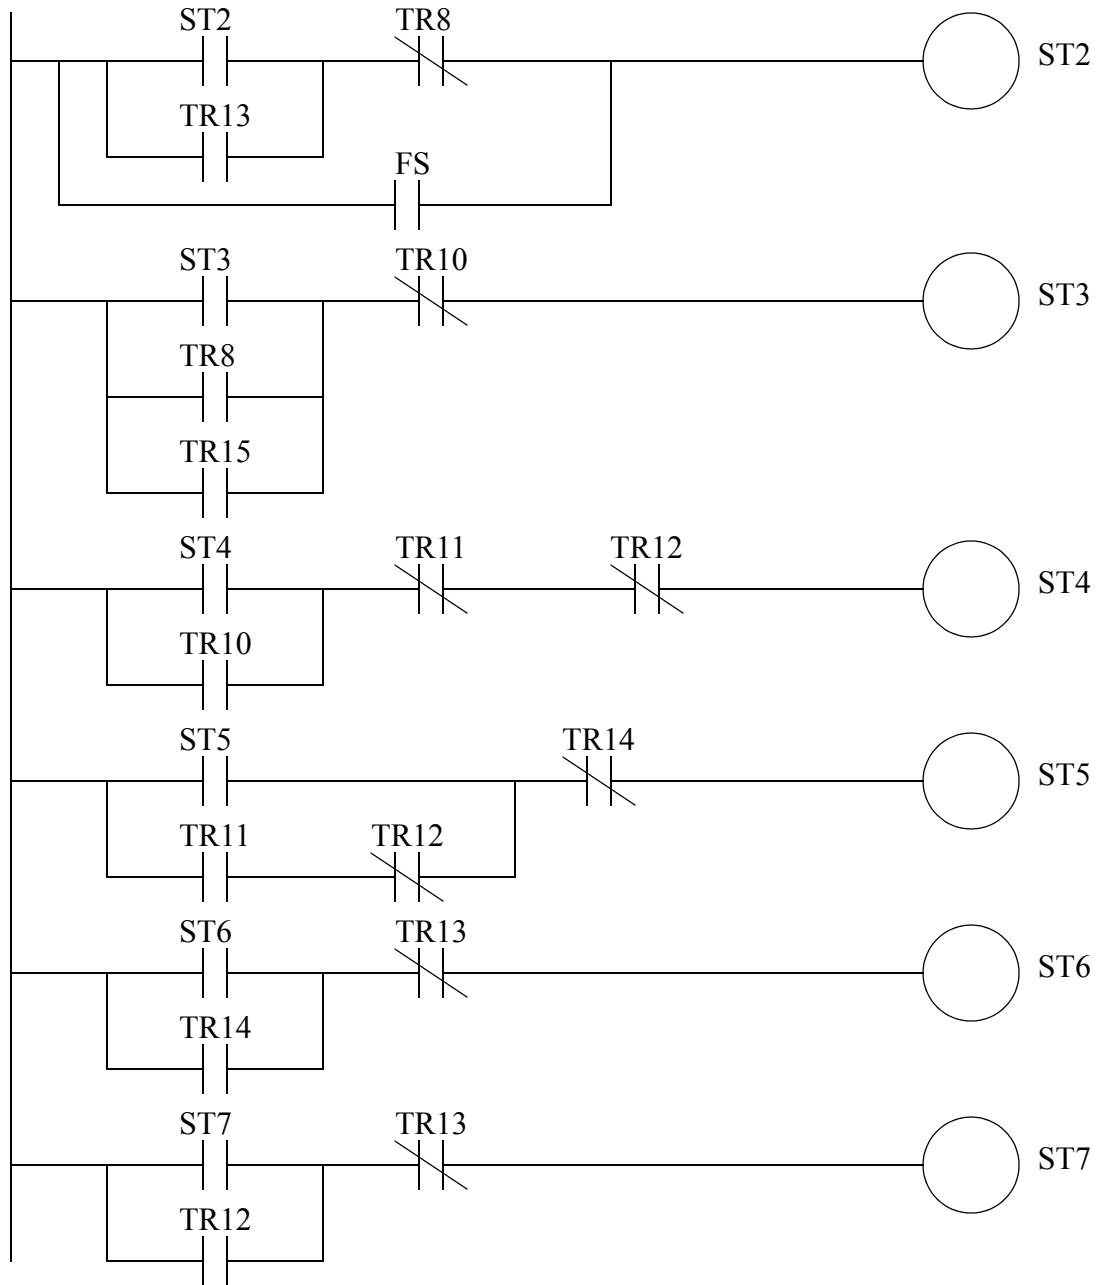 ST2 TR8 ST2
TR13
FS
ST3 TR10 ST3
TR8
TR15
ST4 TR11 TR12 ST4
TR10
ST5 TR14 ST5
TR11 TR12
ST6 TR13 ST6
TR14
ST7 TR13 ST7
TR12